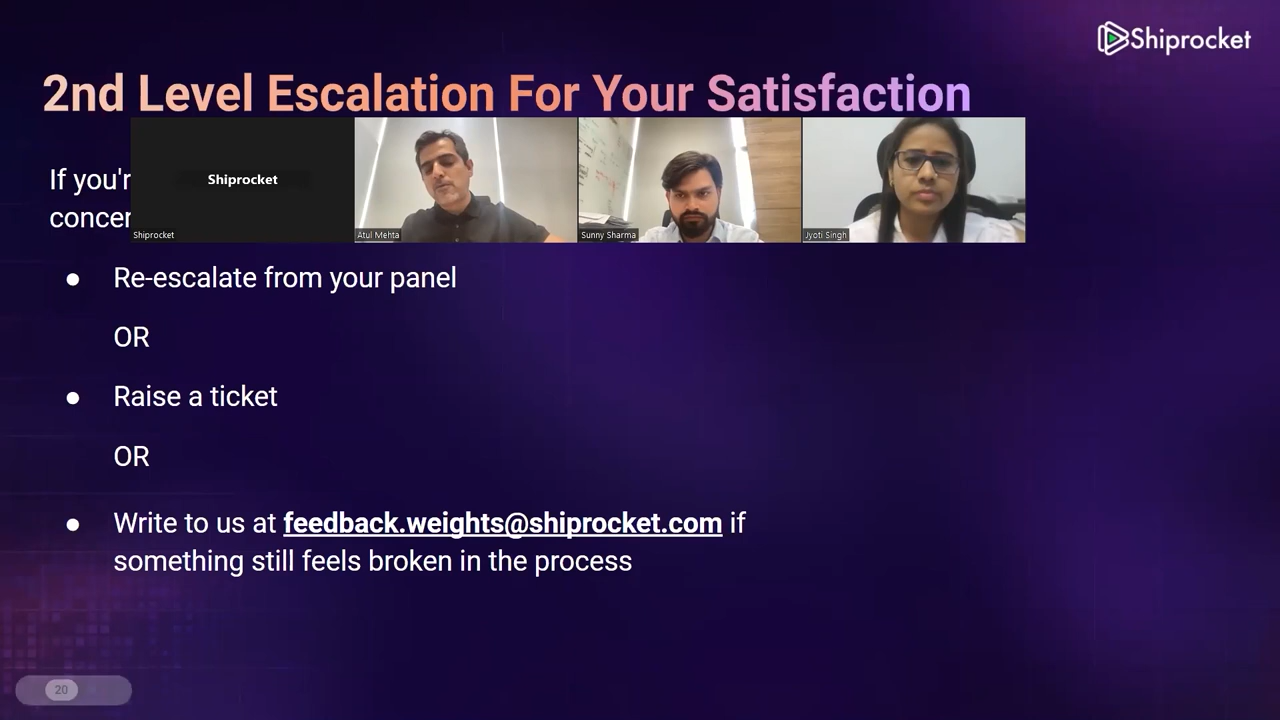 Shiprocket
2nd Level Escalation For Your Satisfaction
If you'r
concer
Shiprocket
Shiprocket
Atul Mehta
Sunny Sharma
Jyoti Singh
● Re-escalate from your panel
OR
● Raise a ticket
OR
● Write to us at feedback.weights@shiprocket.com if
something still feels broken in the process
20